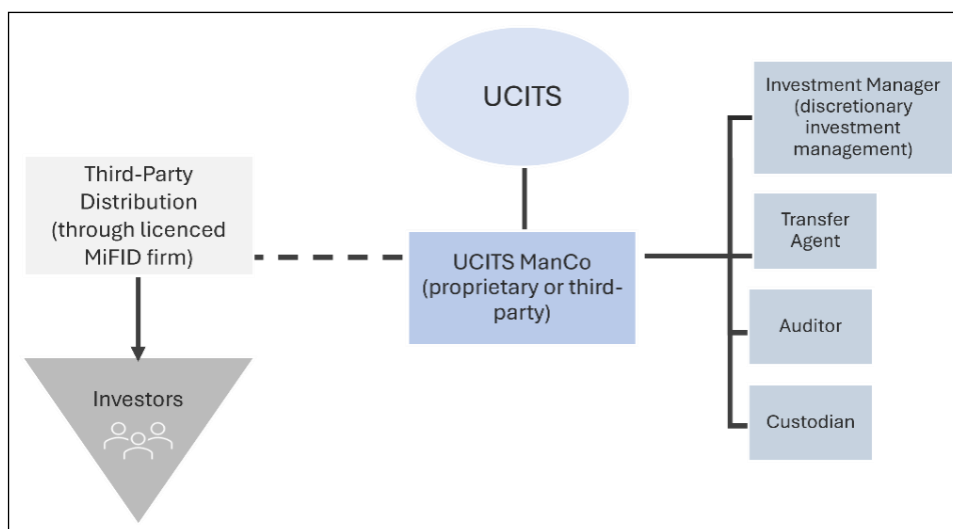 UCITS
Third-Party
Distribution
(through licenced
MiFID firm)
Investors
UCITS ManCo
(proprietary or third-
party)
Investment Manager
(discretionary
investment
management)
Transfer
Agent
Auditor
Custodian